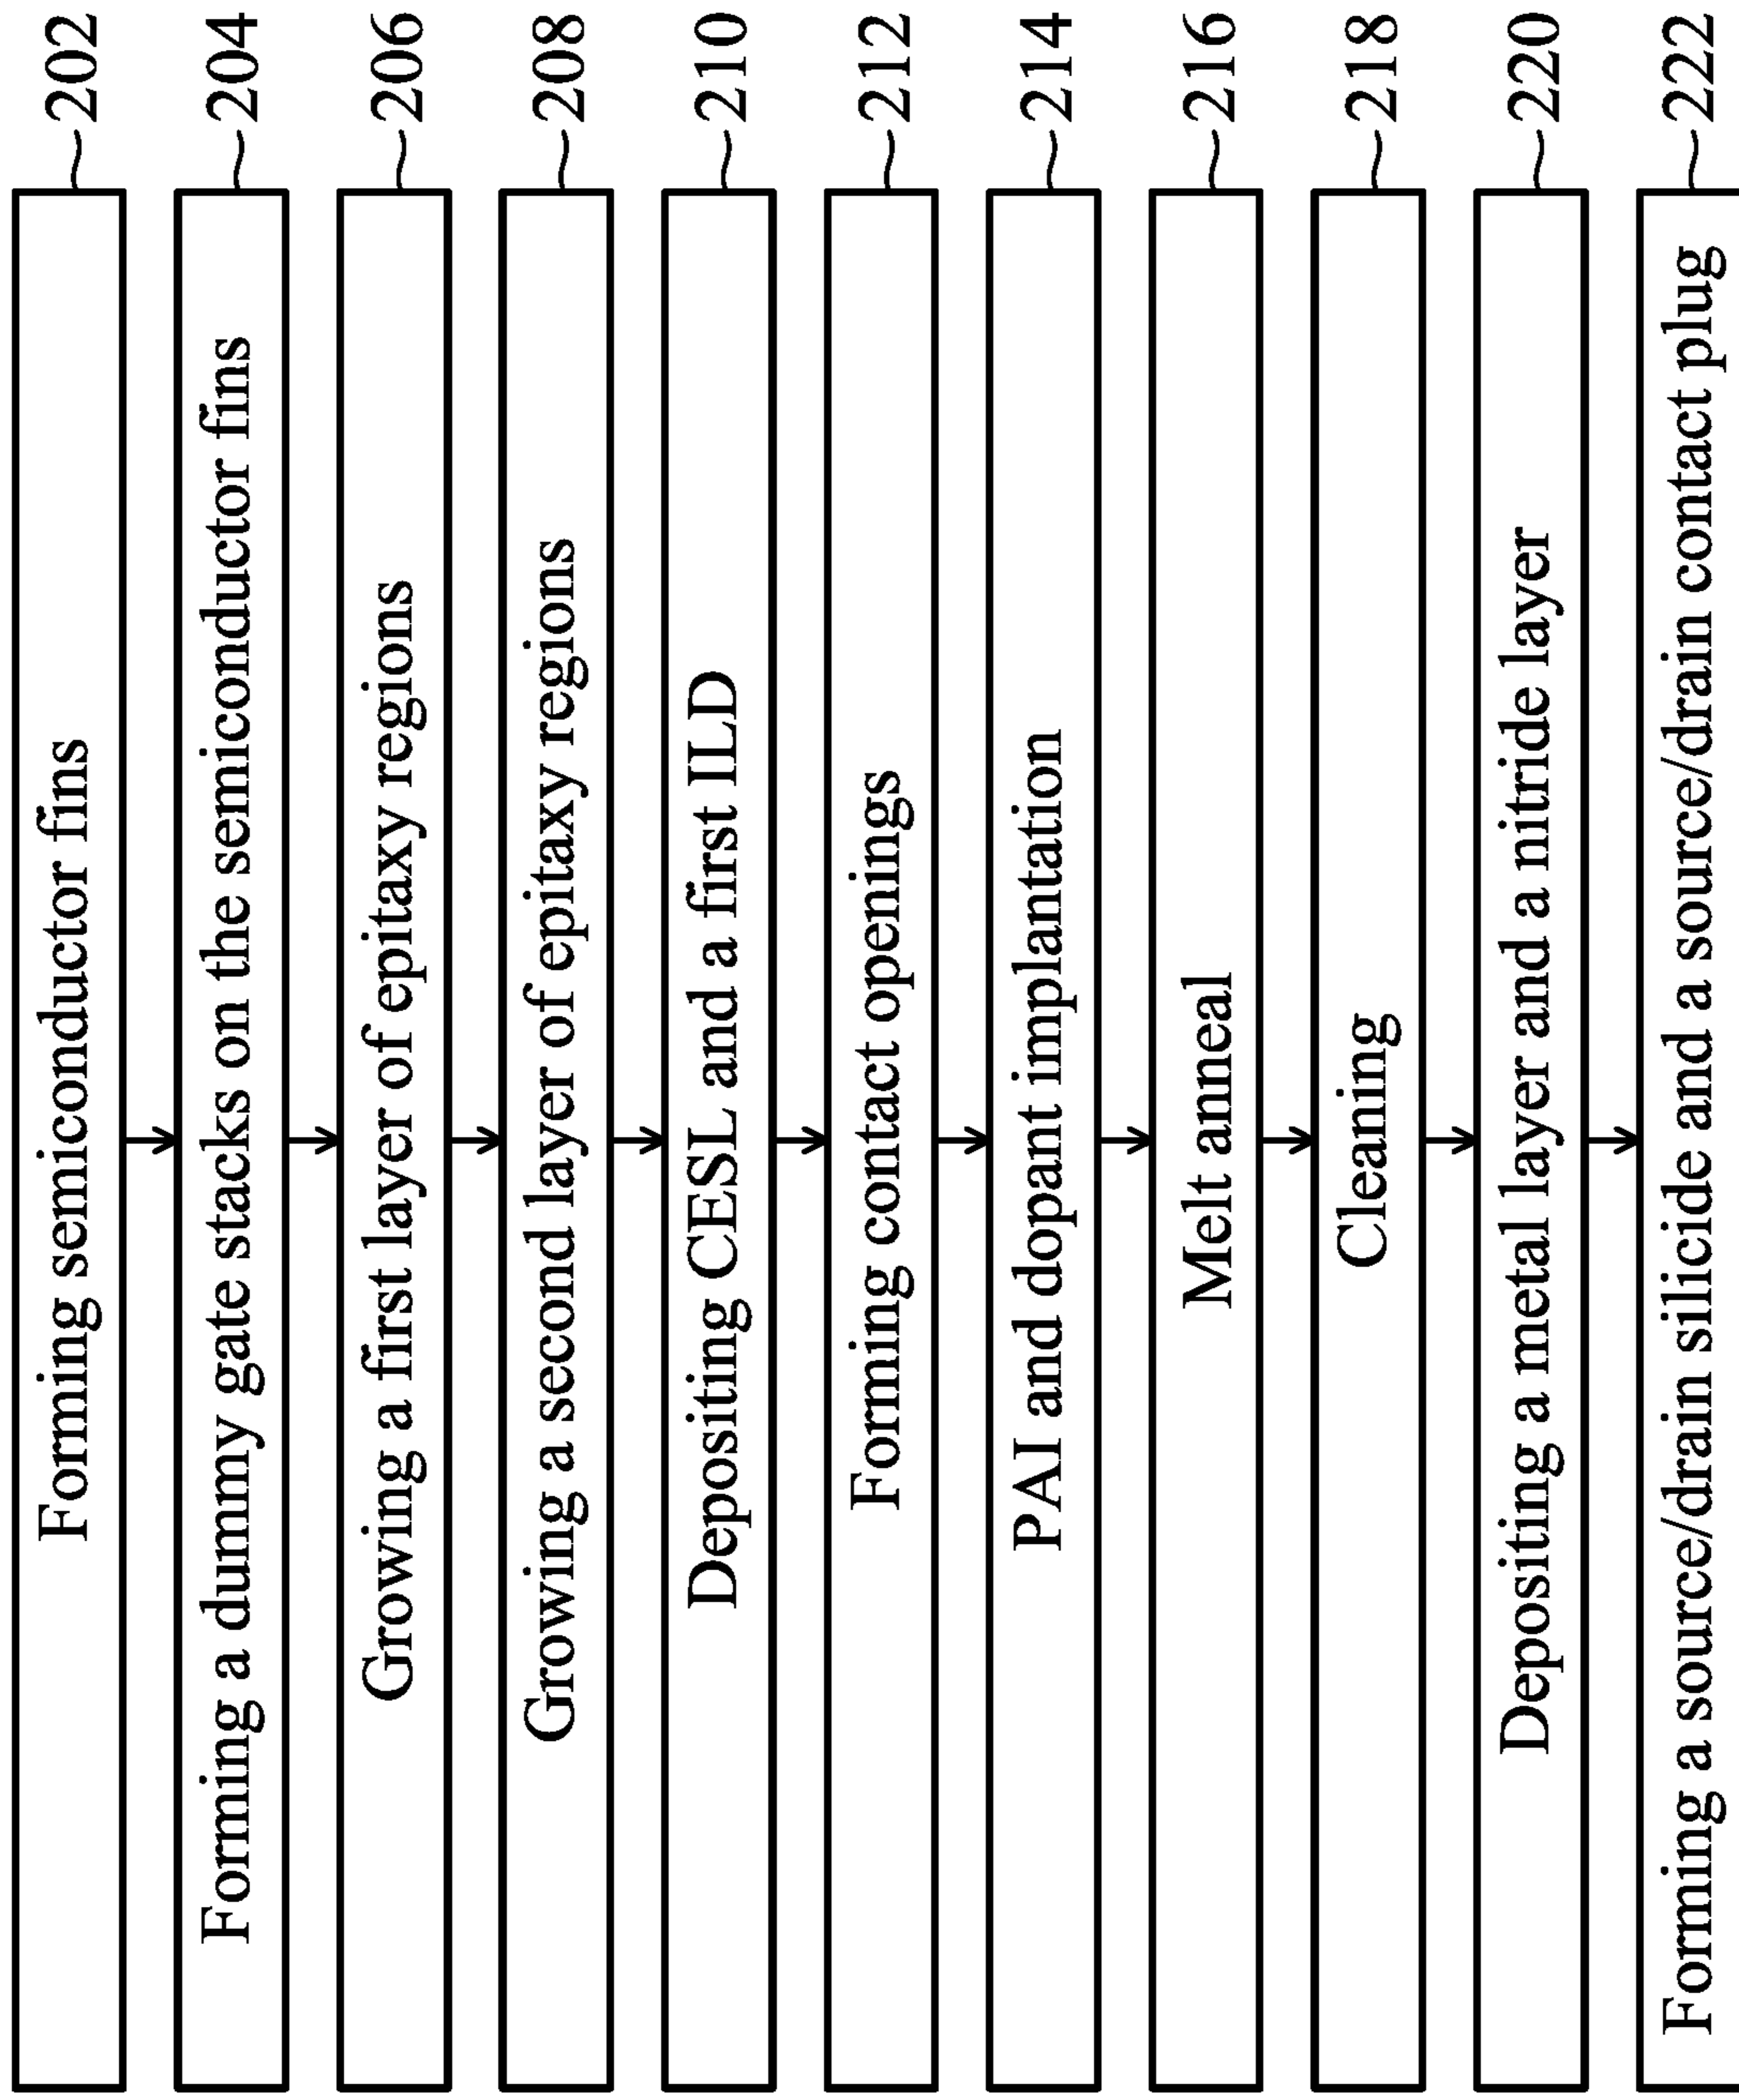 Forming semiconductor fins
202
Forming a dummy gate stacks on the semiconductor fins
204
Growing a first layer of epitaxy regions
206
Growing a second layer of epitaxy regions
208
Depositing CESL and a first ILD
210
Forming contact openings
212
PAI and dopant implantation
214
Melt anneal
216
Cleaning
218
Depositing a metal layer and a nitride layer
220
Forming a source/drain silicide and a source/drain contact plug
222